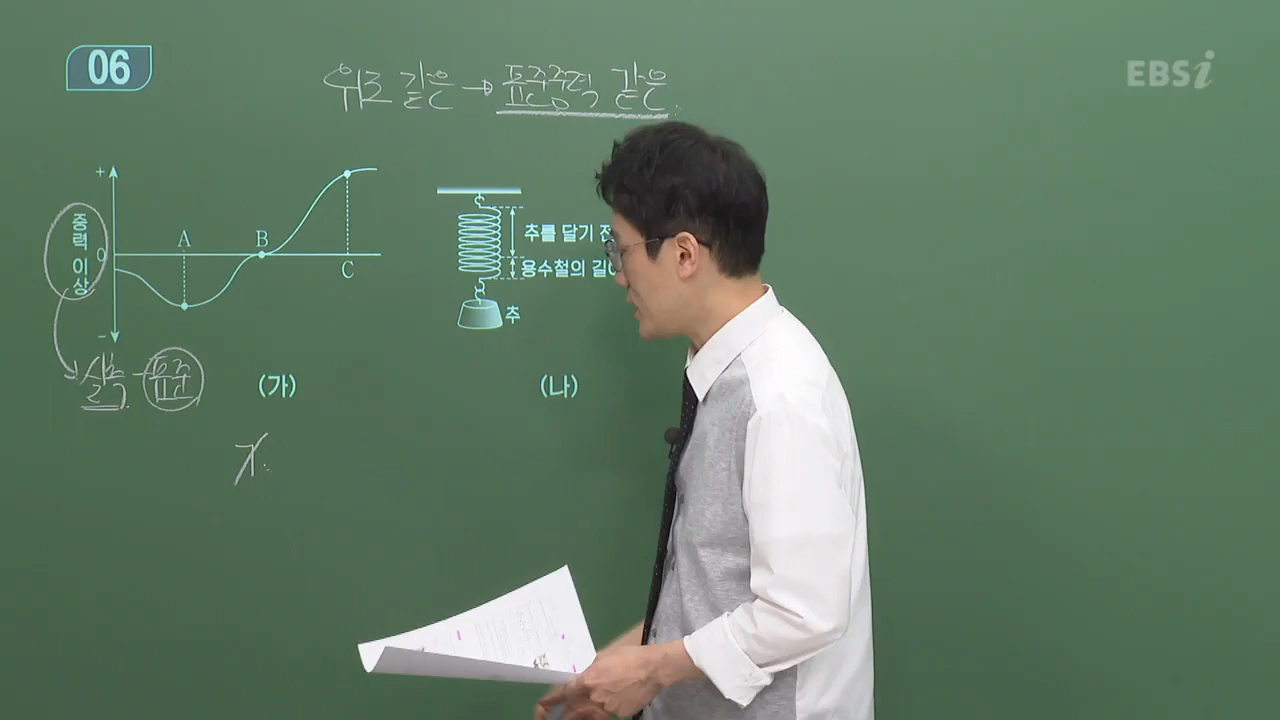 06
위도 같은 → 표준중력 같은
EBSi
+
중력 이상
0
A
B
C
-
추를 달기 전
용수철의 길이
추
실측 - 표준
(가)
(나)
ㄱ.